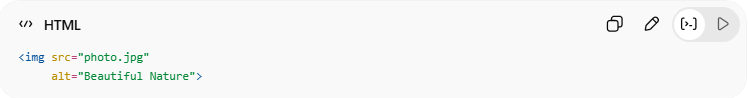 HTML
<img src="photo.jpg"
alt="Beautiful Nature">